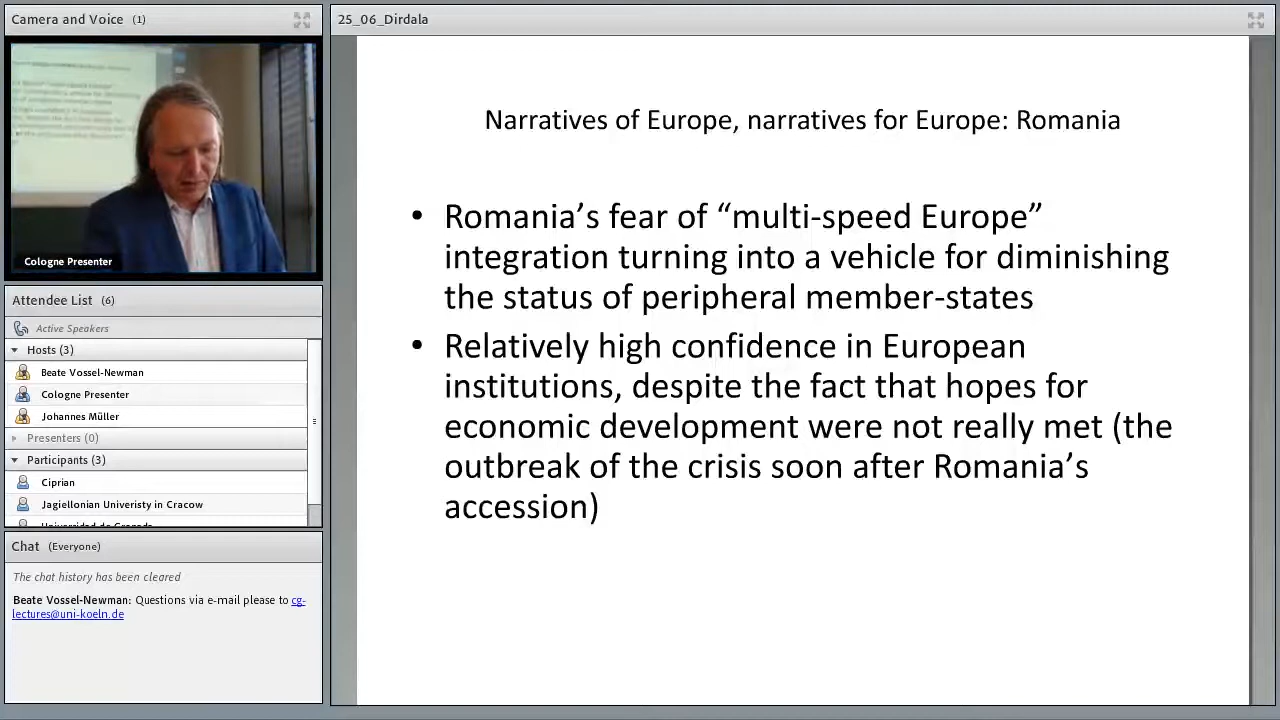 Camera and Voice (1)
Cologne Presenter
Attendee List (6)
Active Speakers
Hosts (3)
Beate Vossel-Newman
Cologne Presenter
Johannes Müller
Presenters (0)
Participants (3)
Ciprian
Jagiellonian Univeristy in Cracow
Universidad de Granada
Chat (Everyone)
The chat history has been cleared
Beate Vossel-Newman: Questions via e-mail please to cg-
lectures@uni-koeln.de
25_06_Dirdala
Narratives of Europe, narratives for Europe: Romania
• Romania’s fear of “multi-speed Europe”
integration turning into a vehicle for diminishing
the status of peripheral member-states
• Relatively high confidence in European
institutions, despite the fact that hopes for
economic development were not really met (the
outbreak of the crisis soon after Romania’s
accession)